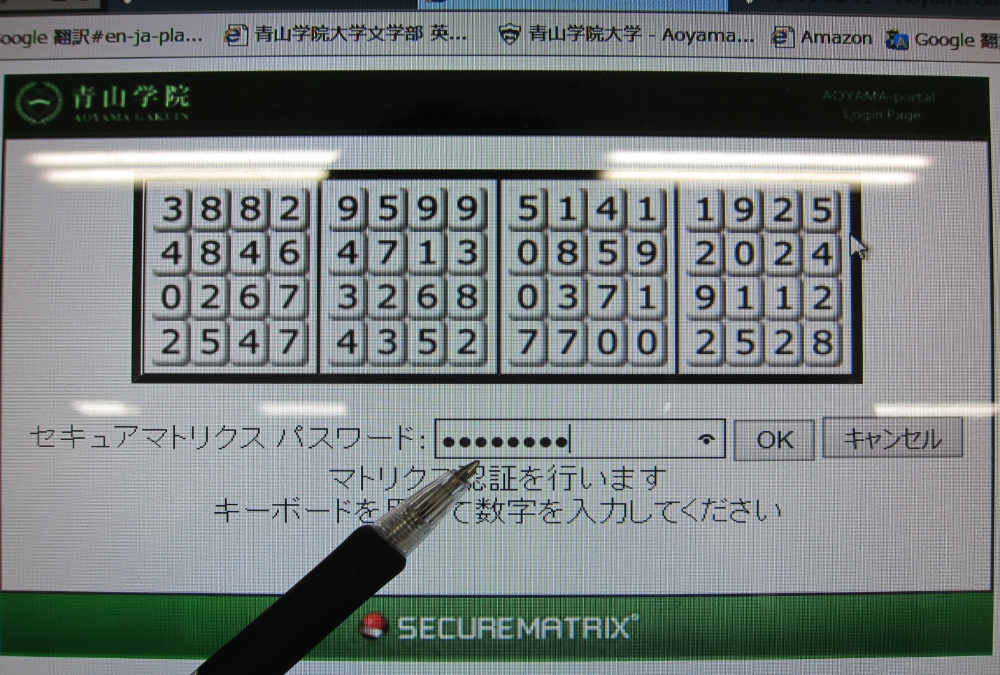 oogle 翻訳#en-ja-pla... 青山学院大学文学部 英... 青山学院大学 - Aoyama... Amazon Google 翻
青山学院
AOYAMA GAKUIN
AOYAMA-portal
Login Page
3 8 8 2 9 5 9 9 5 1 4 1 1 9 2 5
4 8 4 6 4 7 1 3 0 8 5 9 2 0 2 4
0 2 6 7 3 2 6 8 0 3 7 1 9 1 1 2
2 5 4 7 4 3 5 2 7 7 0 0 2 5 2 8
セキュアマトリクス パスワード: ●●●●●●●● OK キャンセル
マトリクス認証を行います
キーボードを て数字を入力してください
SECUREMATRIX®